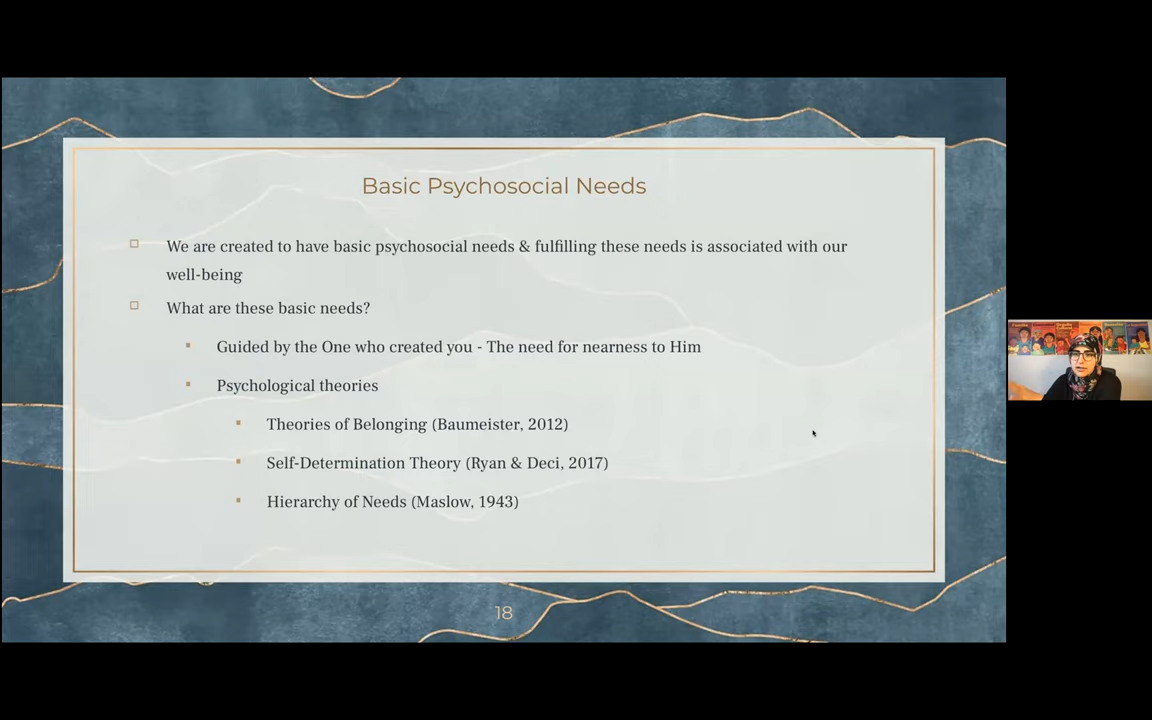 Basic Psychosocial Needs
We are created to have basic psychosocial needs & fulfilling these needs is associated with our
well-being
What are these basic needs?
Guided by the One who created you - The need for nearness to Him
Psychological theories
Theories of Belonging (Baumeister, 2012)
Self-Determination Theory (Ryan & Deci, 2017)
Hierarchy of Needs (Maslow, 1943)
18